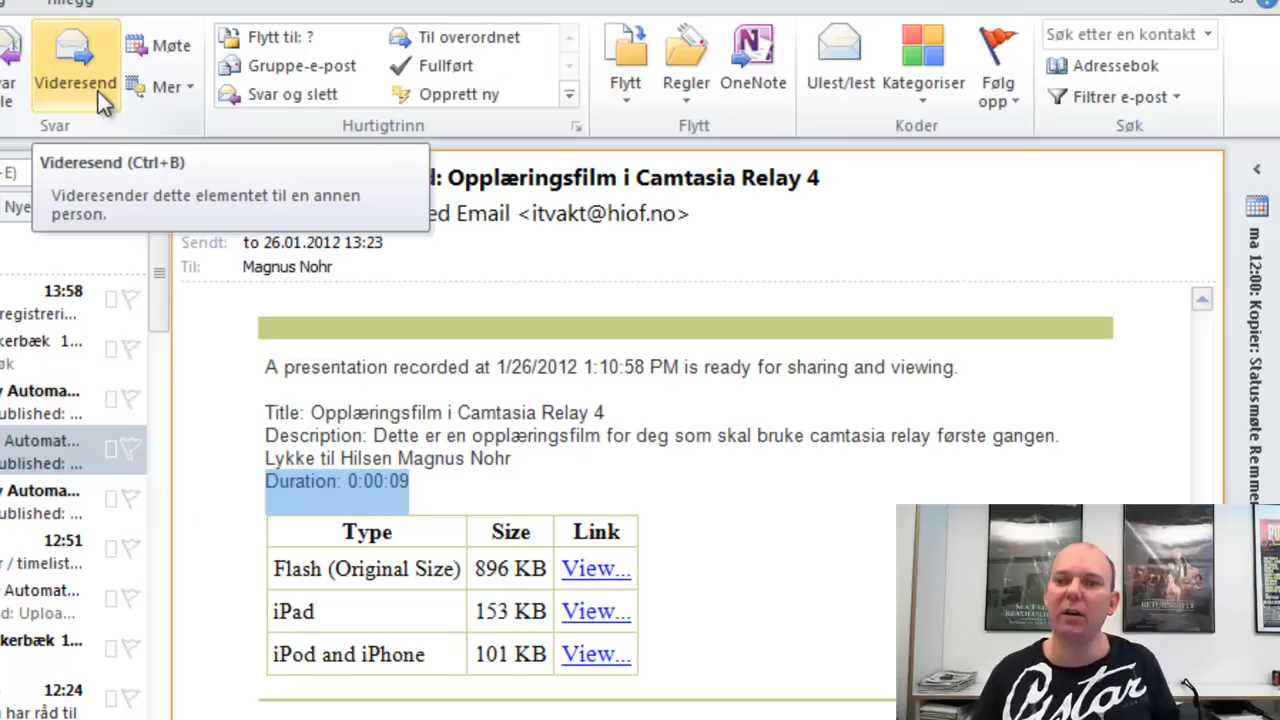 Tillegg
Videresend
Møte
Mer
Svar
Flytt til: ?
Til overordnet
Gruppe-e-post
Fullført
Svar og slett
Opprett ny
Hurtigtrinn
Flytt
Regler
OneNote
Flytt
Ulest/lest
Kategoriser
Følg
opp
Koder
Søk etter en kontakt
Adressebok
Filtrer e-post
Søk
Videresend (Ctrl+B)
Videresender dette elementet til en annen
person.
Nye
d: Opplæringsfilm i Camtasia Relay 4
ed Email <itvakt@hiof.no>
Sendt: to 26.01.2012 13:23
Til: Magnus Nohr
13:58
registreri...
kerbæk 1...
øk
y Automa...
ublished: ...
Automat...
ublished: ...
y Automa...
ublished: ...
12:51
r / timelist...
r Automa...
d: Uploa...
kerbæk 1...
12:24
har råd til
A presentation recorded at 1/26/2012 1:10:58 PM is ready for sharing and viewing.
Title: Opplæringsfilm i Camtasia Relay 4
Description: Dette er en opplæringsfilm for deg som skal bruke camtasia relay første gangen.
Lykke til Hilsen Magnus Nohr
Duration: 0:00:09
Type Size Link
Flash (Original Size) 896 KB View...
iPad 153 KB View...
iPod and iPhone 101 KB View...
ma 12:00: Kopier: Statusmøte Remmen
Gstar